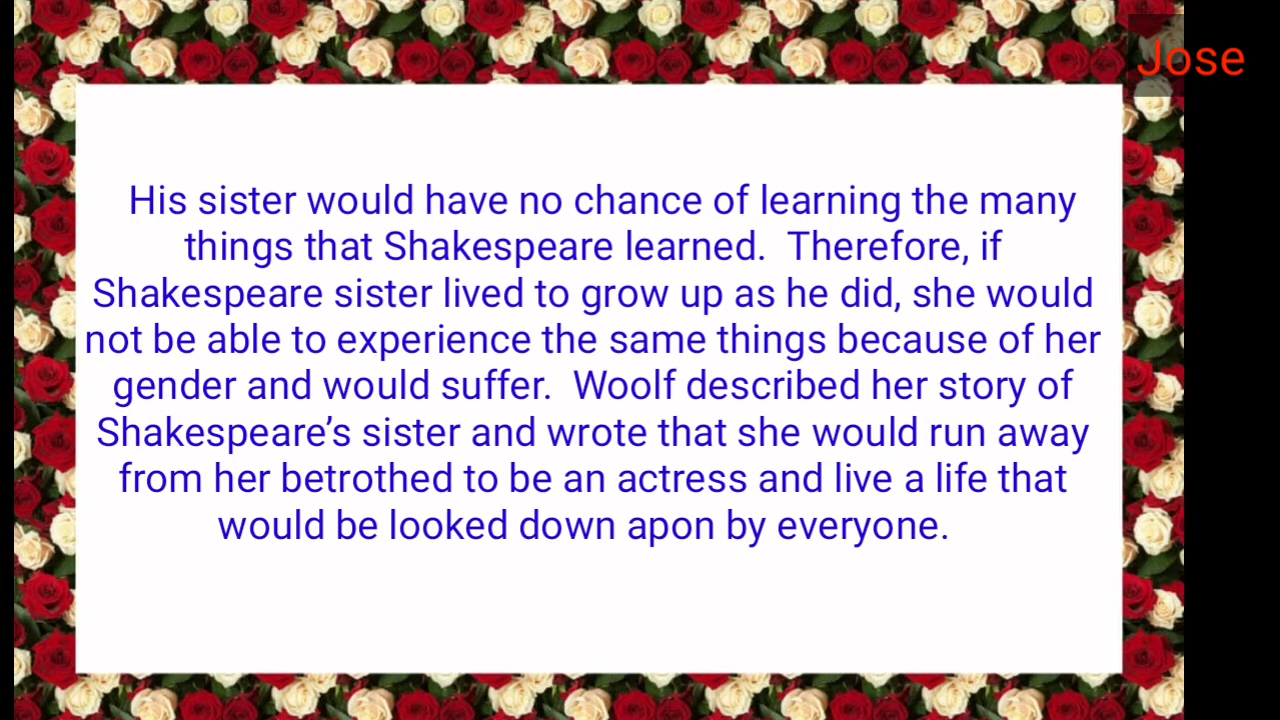 Jose
His sister would have no chance of learning the many
things that Shakespeare learned.  Therefore, if
Shakespeare sister lived to grow up as he did, she would
not be able to experience the same things because of her
gender and would suffer.  Woolf described her story of
Shakespeare’s sister and wrote that she would run away
from her betrothed to be an actress and live a life that
would be looked down apon by everyone.